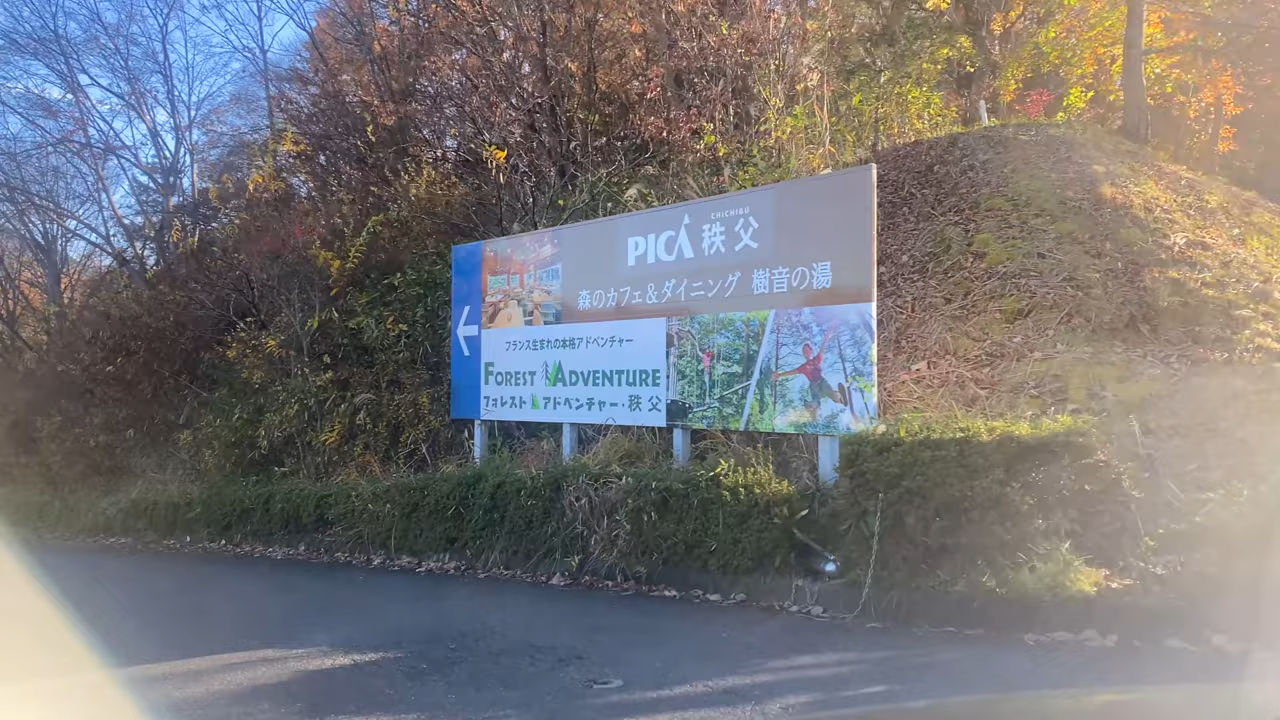 CHICHIBU
PICA 秩父
森のカフェ&ダイニング 樹音の湯
フランス生まれの本格アドベンチャー
FOREST ADVENTURE
フォレスト アドベンチャー・秩父